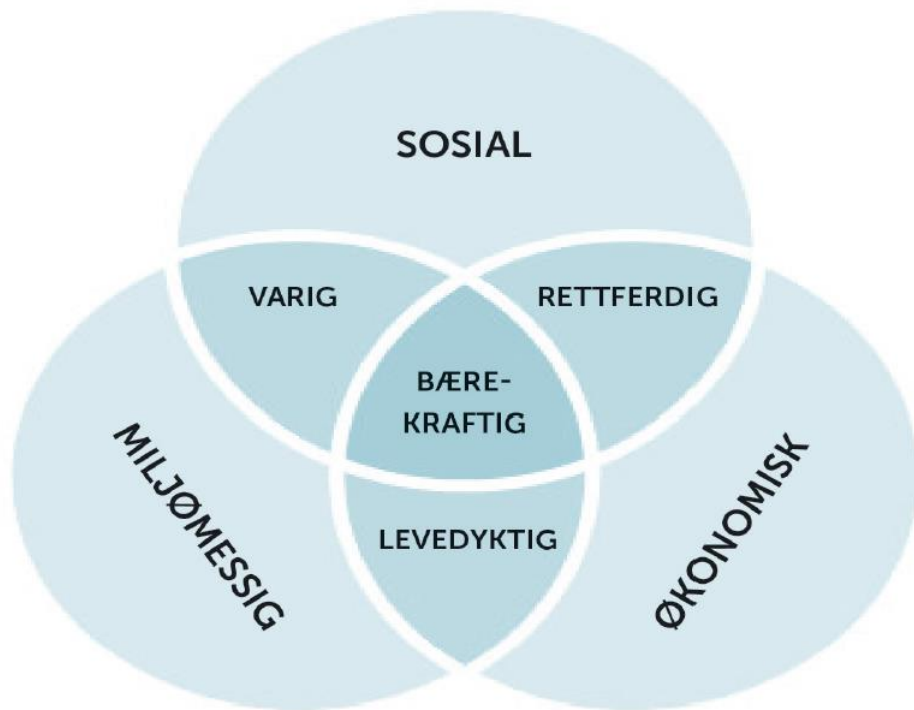 SOSIAL
VARIG
RETTFERDIG
BÆRE-
KRAFTIG
MILJØMESSIG
LEVEDYKTIG
ØKONOMISK